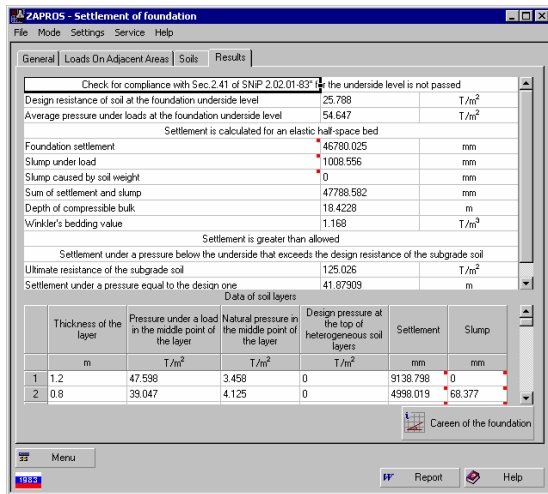 ZAPROS - Settlement of foundation
File Mode Settings Service Help
General Loads On Adjacent Areas Soils Results
Check for compliance with Sec.2.41 of SNiP 2.02.01-83* for the underside level is not passed
Design resistance of soil at the foundation underside level 25.788 T/m²
Average pressure under loads at the foundation underside level 54.647 T/m²
Settlement is calculated for an elastic half-space bed
Foundation settlement 46780.025 mm
Slump under load 1008.556 mm
Slump caused by soil weight 0 mm
Sum of settlement and slump 47788.582 mm
Depth of compressible bulk 18.4228 m
Winkler's bedding value 1.168 T/m³
Settlement is greater than allowed
Settlement under a pressure below the underside that exceeds the design resistance of the subgrade soil
Ultimate resistance of the subgrade soil 125.026 T/m²
Settlement under a pressure equal to the design one 41.87909 m
Data of soil layers
Thickness of the layer Pressure under a load in the middle point of the layer Natural pressure in the middle point of the layer Design pressure at the top of heterogeneous soil layers Settlement Slump
m T/m² T/m² T/m² mm mm
1 1.2 47.598 3.458 0 9138.798 0
2 0.8 39.047 4.125 0 4998.019 68.377
Careen of the foundation
Menu
1983 W Report Help